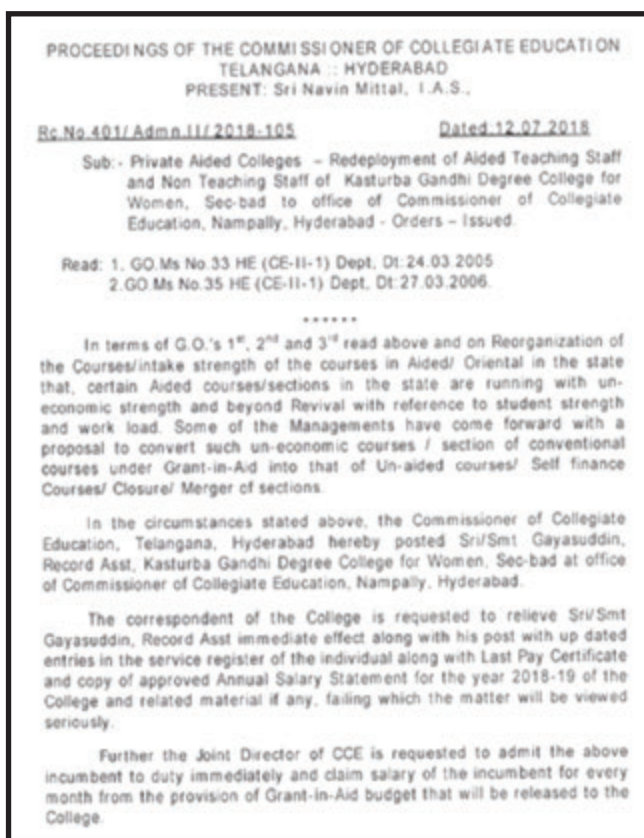 PROCEEDINGS OF THE COMMISSIONER OF COLLEGIATE EDUCATION
TELANGANA :: HYDERABAD
PRESENT: Sri Navin Mittal, I.A.S.,
Rc.No.401/Admn.II/2018-105 Dated:12.07.2018
Sub:- Private Aided Colleges – Redeployment of Aided Teaching Staff
and Non Teaching Staff of Kasturba Gandhi Degree College for
Women, Sec-bad to office of Commissioner of Collegiate
Education, Nampally, Hyderabad - Orders – Issued.
Read: 1. GO.Ms No.33 HE (CE-II-1) Dept, Dt:24.03.2005
2.GO.Ms No.35 HE (CE-II-1) Dept, Dt:27.03.2006.
******
In terms of G.O.'s 1st, 2nd and 3rd read above and on Reorganization of
the Courses/intake strength of the courses in Aided/ Oriental in the state
that, certain Aided courses/sections in the state are running with un-
economic strength and beyond Revival with reference to student strength
and work load. Some of the Managements have come forward with a
proposal to convert such un-economic courses / section of conventional
courses under Grant-in-Aid into that of Un-aided courses/ Self finance
Courses/ Closure/ Merger of sections.
In the circumstances stated above, the Commissioner of Collegiate
Education, Telangana, Hyderabad hereby posted Sri/Smt Gayasuddin,
Record Asst, Kasturba Gandhi Degree College for Women, Sec-bad at office
of Commissioner of Collegiate Education, Nampally, Hyderabad.
The correspondent of the College is requested to relieve Sri/Smt
Gayasuddin, Record Asst immediate effect along with his post with up dated
entries in the service register of the individual along with Last Pay Certificate
and copy of approved Annual Salary Statement for the year 2018-19 of the
College and related material if any, failing which the matter will be viewed
seriously.
Further the Joint Director of CCE is requested to admit the above
incumbent to duty immediately and claim salary of the incumbent for every
month from the provision of Grant-in-Aid budget that will be released to the
College.